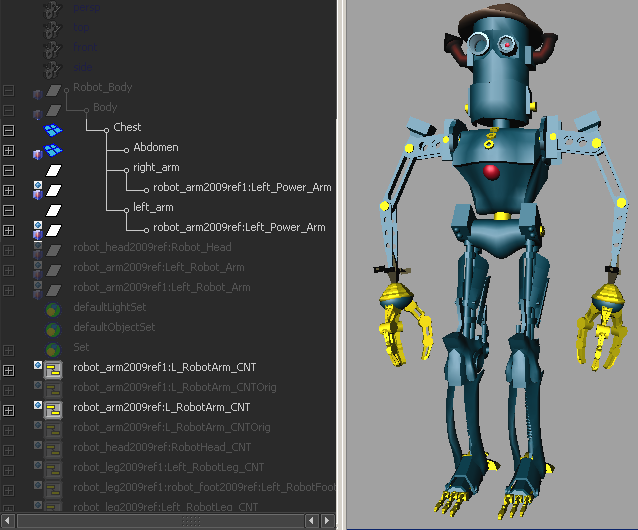 persp
top
front
side
Robot_Body
Body
Chest
Abdomen
right_arm
robot_arm2009ref1:Left_Power_Arm
left_arm
robot_arm2009ref:Left_Power_Arm
robot_head2009ref:Robot_Head
robot_arm2009ref:Left_Robot_Arm
robot_arm2009ref1:Left_Robot_Arm
defaultLightSet
defaultObjectSet
Set
robot_arm2009ref1:L_RobotArm_CNT
robot_arm2009ref1:L_RobotArm_CNTOrig
robot_arm2009ref:L_RobotArm_CNT
robot_arm2009ref:L_RobotArm_CNTOrig
robot_head2009ref:RobotHead_CNT
robot_leg2009ref1:Left_RobotLeg_CNT
robot_leg2009ref1:robot_foot2009ref:Left_RobotFoot
robot_leg2009ref:Left_RobotLeg_CNT